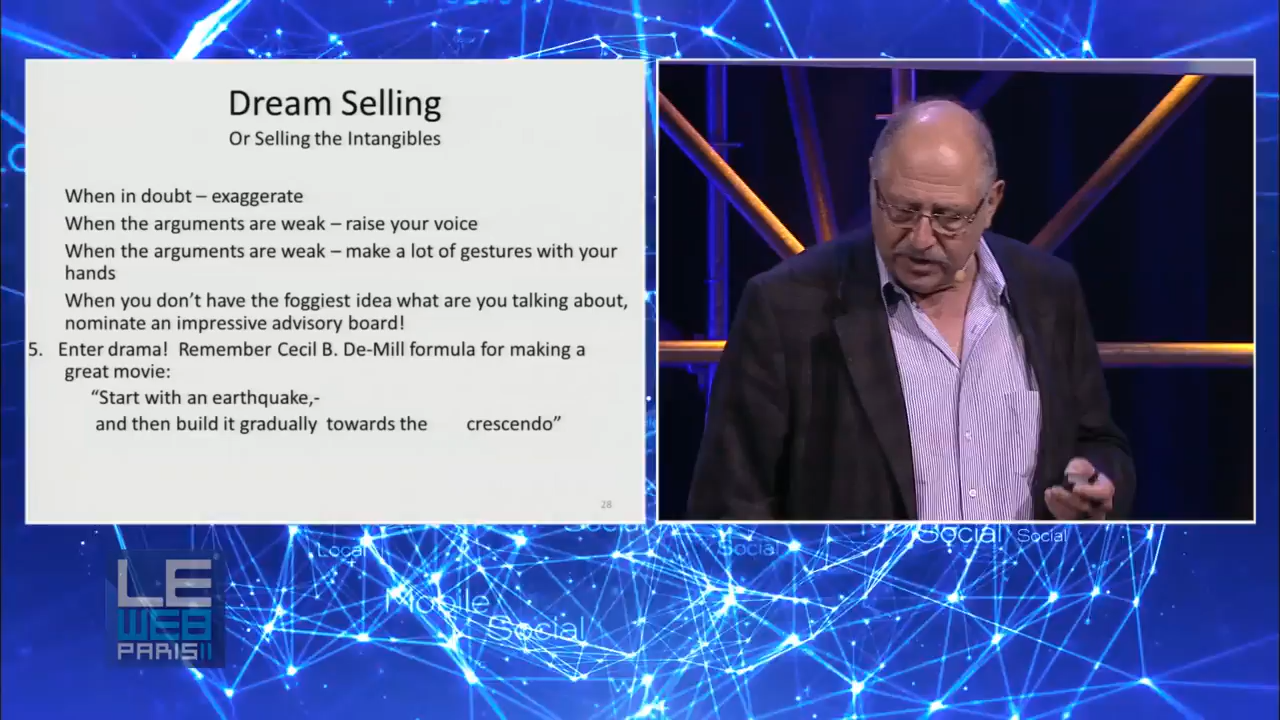 Dream Selling
Or Selling the Intangibles
When in doubt – exaggerate
When the arguments are weak – raise your voice
When the arguments are weak – make a lot of gestures with your
hands
When you don’t have the foggiest idea what are you talking about,
nominate an impressive advisory board!
5. Enter drama! Remember Cecil B. De-Mill formula for making a
great movie:
“Start with an earthquake,-
and then build it gradually towards the crescendo”
28
Social
Local
Social
Social
Social
Mobile
Social
LE
WEB
PARIS11